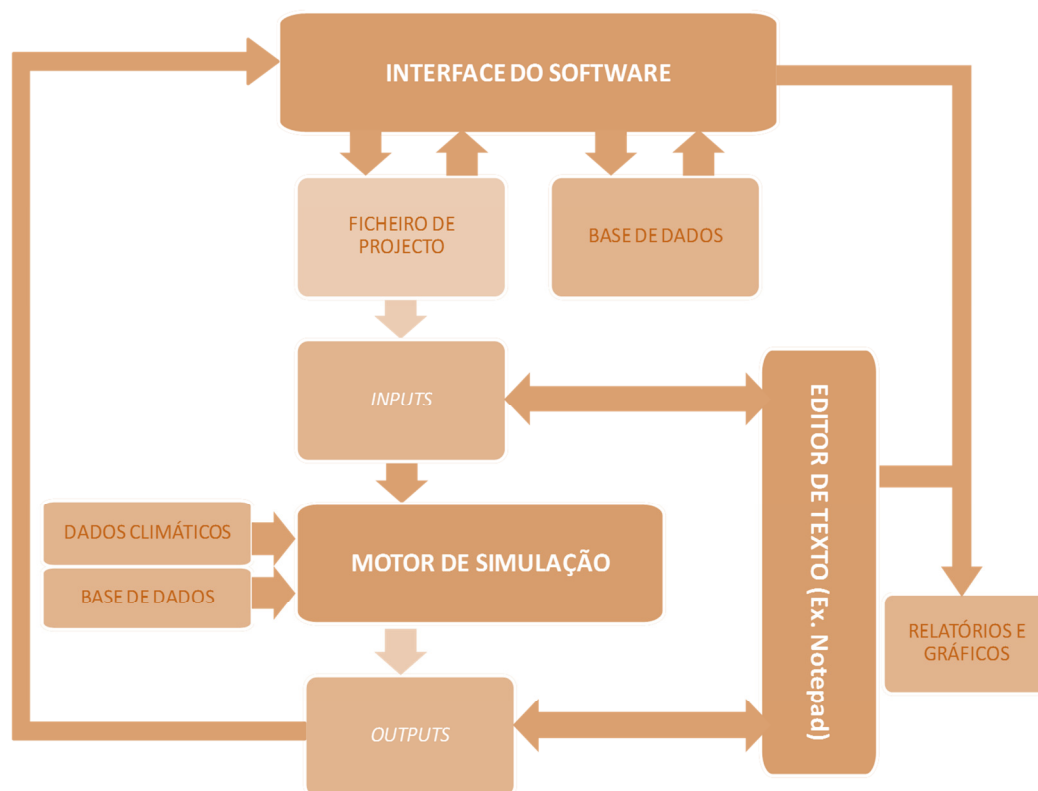 INTERFACE DO SOFTWARE
FICHEIRO DE
PROJECTO
BASE DE DADOS
INPUTS
EDITOR DE TEXTO (Ex. Notepad)
DADOS CLIMÁTICOS
BASE DE DADOS
MOTOR DE SIMULAÇÃO
RELATÓRIOS E
GRÁFICOS
OUTPUTS